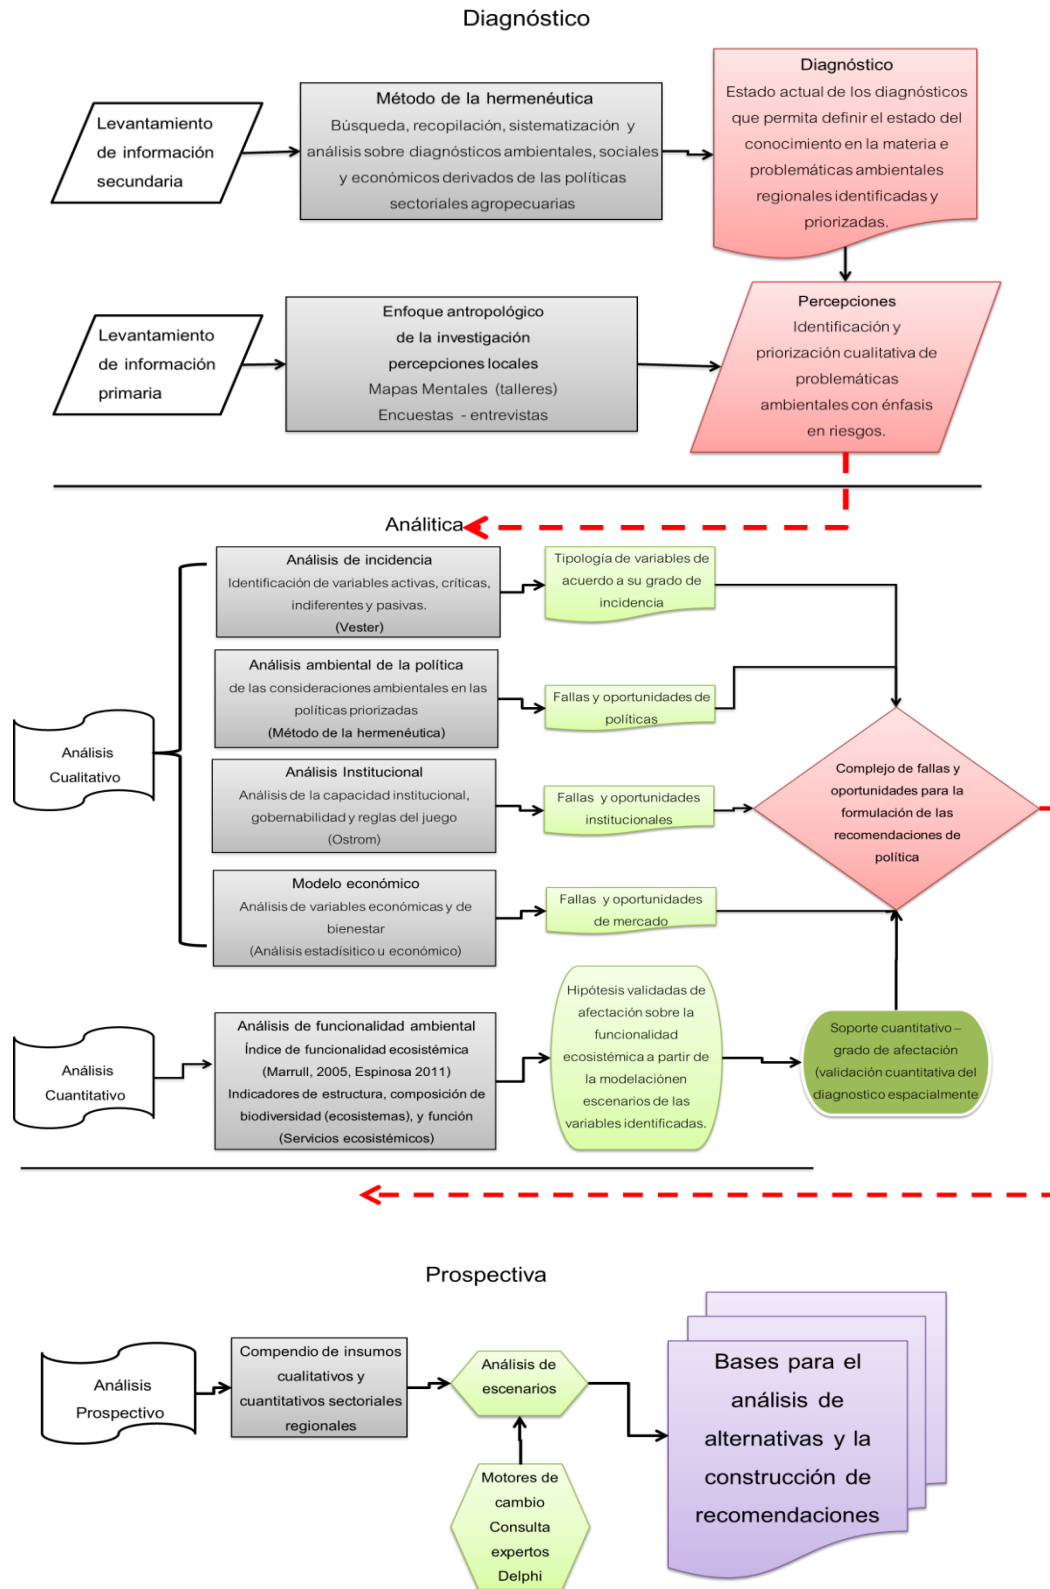 Diagnóstico
Levantamiento
de información
secundaria
Método de la hermenéutica
Búsqueda, recopilación, sistematización y
análisis sobre diagnósticos ambientales, sociales
y económicos derivados de las políticas
sectoriales agropecuarias
Diagnóstico
Estado actual de los diagnósticos
que permita definir el estado del
conocimiento en la materia e
problemáticas ambientales
regionales identificadas y
priorizadas.
Levantamiento
de información
primaria
Enfoque antropológico
de la investigación
percepciones locales
Mapas Mentales (talleres)
Encuestas - entrevistas
Percepciones
Identificación y
priorización cualitativa de
problemáticas
ambientales con énfasis
en riesgos.
Análitica
Análisis
Cualitativo
Análisis de incidencia
Identificación de variables activas, críticas,
indiferentes y pasivas.
(Vester)
Tipología de variables de
acuerdo a su grado de
incidencia
Análisis ambiental de la política
de las consideraciones ambientales en las
políticas priorizadas
(Método de la hermenéutica)
Fallas y oportunidades de
políticas
Análisis Institucional
Análisis de la capacidad institucional,
gobernabilidad y reglas del juego
(Ostrom)
Fallas y oportunidades
institucionales
Modelo económico
Análisis de variables económicas y de
bienestar
(Análisis estadísitico u económico)
Fallas y oportunidades
de mercado
Complejo de fallas y
oportunidades para la
formulación de las
recomendaciones de
política
Análisis
Cuantitativo
Análisis de funcionalidad ambiental
Índice de funcionalidad ecosistémica
(Marrull, 2005, Espinosa 2011)
Indicadores de estructura, composición de
biodiversidad (ecosistemas), y función
(Servicios ecosistémicos)
Hipótesis validadas de
afectación sobre la
funcionalidad
ecosistémica a partir de
la modelaciónen
escenarios de las
variables identificadas.
Soporte cuantitativo –
grado de afectación
(validación cuantitativa del
diagnostico espacialmente
Prospectiva
Análisis
Prospectivo
Compendio de insumos
cualitativos y
cuantitativos sectoriales
regionales
Análisis de
escenarios
Motores de
cambio
Consulta
expertos
Delphi
Bases para el
análisis de
alternativas y la
construcción de
recomendaciones